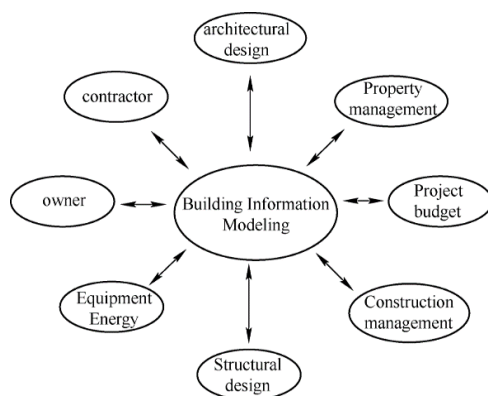 architectural
design
contractor
Property
management
owner
Building Information
Modeling
Project
budget
Equipment
Energy
Construction
management
Structural
design